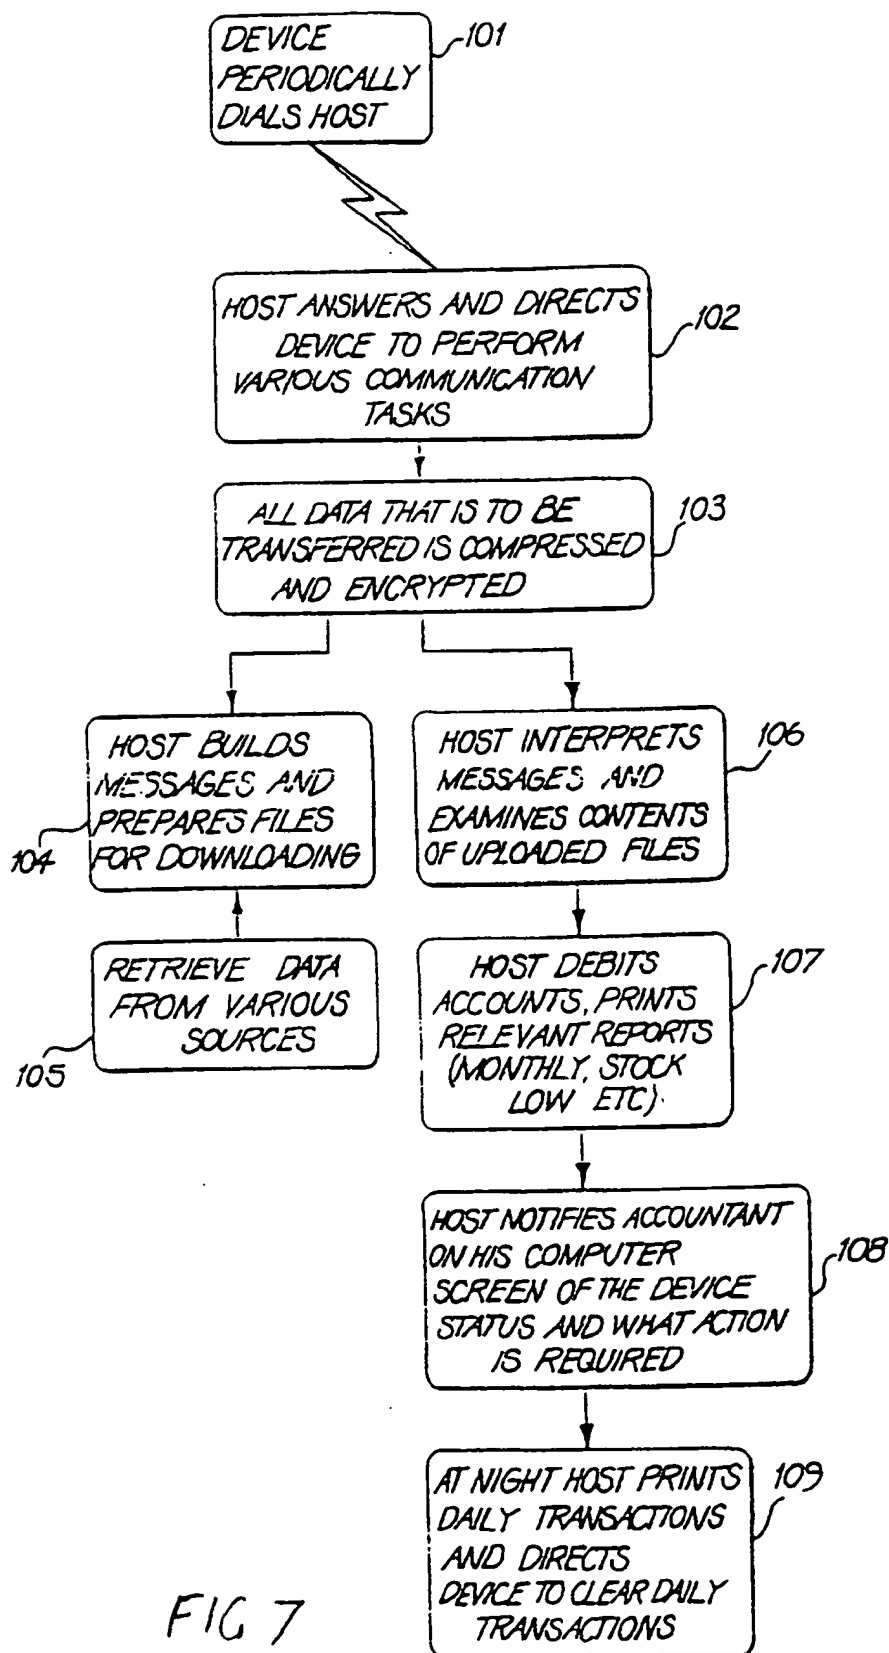 DEVICE
PERIODICALLY
DIALS HOST
101
HOST ANSWERS AND DIRECTS
DEVICE TO PERFORM
VARIOUS COMMUNICATION
TASKS
102
ALL DATA THAT IS TO BE
TRANSFERRED IS COMPRESSED
AND ENCRYPTED
103
HOST BUILDS
MESSAGES AND
PREPARES FILES
FOR DOWNLOADING
104
RETRIEVE DATA
FROM VARIOUS
SOURCES
105
HOST INTERPRETS
MESSAGES AND
EXAMINES CONTENTS
OF UPLOADED FILES
106
HOST DEBITS
ACCOUNTS, PRINTS
RELEVANT REPORTS
(MONTHLY, STOCK
LOW ETC).
107
HOST NOTIFIES ACCOUNTANT
ON HIS COMPUTER
SCREEN OF THE DEVICE
STATUS AND WHAT ACTION
IS REQUIRED
108
AT NIGHT HOST PRINTS
DAILY TRANSACTIONS
AND DIRECTS
DEVICE TO CLEAR DAILY
TRANSACTIONS
109
FIG 7